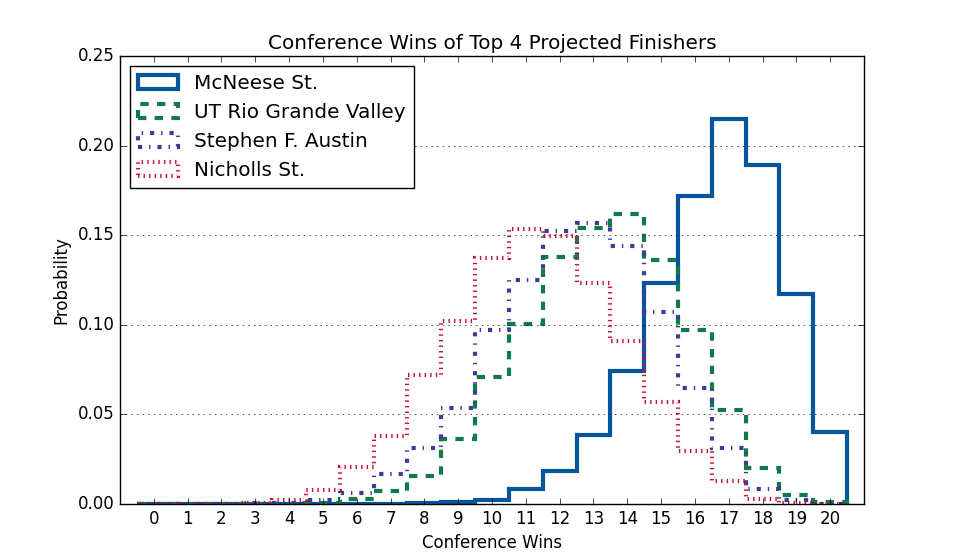 Conference Wins of Top 4 Projected Finishers
0.25
0.20
0.15
0.10
0.05
0.00
Probability
McNeese St.
UT Rio Grande Valley
Stephen F. Austin
Nicholls St.
0 1 2 3 4 5 6 7 8 9 10 11 12 13 14 15 16 17 18 19 20
Conference Wins